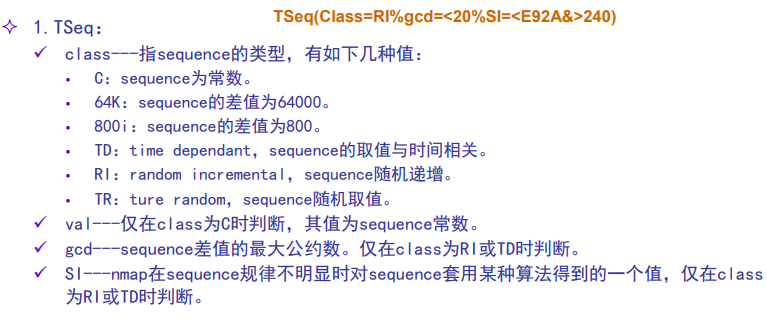 TSeq(Class=RI%gcd=<20%SI=<E92A&>240)
1.TSeq：
class---指sequence的类型，有如下几种值：
C：sequence为常数。
64K：sequence的差值为64000。
800i：sequence的差值为800。
TD：time dependant，sequence的取值与时间相关。
RI：random incremental，sequence随机递增。
TR：ture random，sequence随机取值。
val---仅在class为C时判断，其值为sequence常数。
gcd---sequence差值的最大公约数。仅在class为RI或TD时判断。
SI---nmap在sequence规律不明显时对sequence套用某种算法得到的一个值，仅在class
为RI或TD时判断。